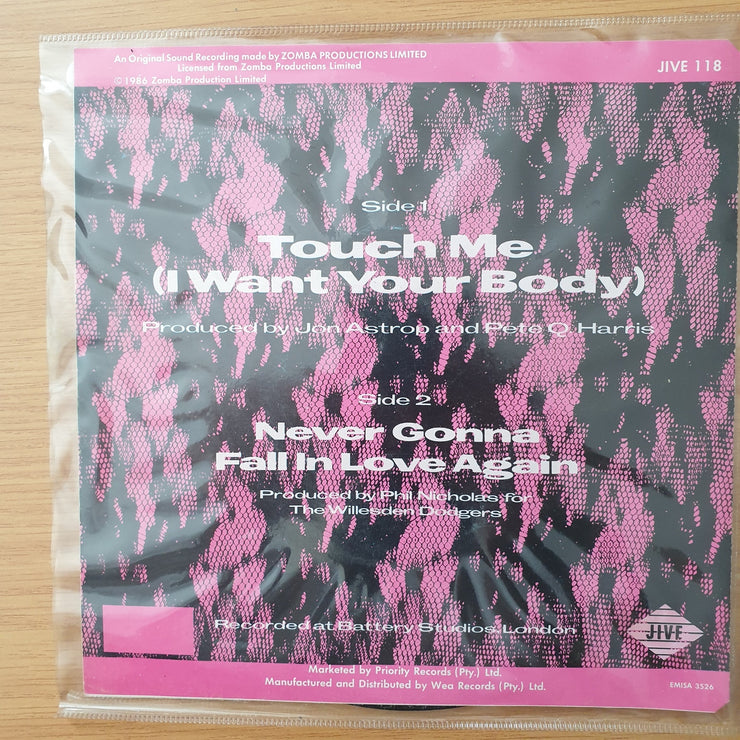 An Original Sound Recording made by ZOMBA PRODUCTIONS LIMITED
Licensed from Zomba Productions Limited
©1986 Zomba Production Limited
JIVE 118
Side 1
Touch Me
(I Want Your Body)
Produced by Jon Astrop and Pete Q. Harris
Side 2
Never Gonna
Fall In Love Again
Produced by Phil Nicholas for
The Willesden Dodgers
Recorded at Battery Studios: London
JIVE
Marketed by Priority Records (Pty.) Ltd.
Manufactured and Distributed by Wea Records (Pty.) Ltd.
EMISA 3526